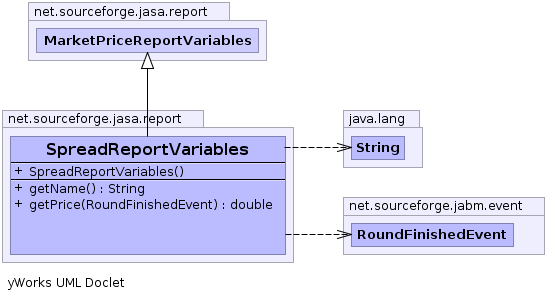 net.sourceforge.jasa.report
MarketPriceReportVariables
net.sourceforge.jasa.report
SpreadReportVariables
+ SpreadReportVariables()
+ getName() : String
+ getPrice(RoundFinishedEvent) : double
java.lang
String
net.sourceforge.jabm.event
RoundFinishedEvent
yWorks UML Doclet